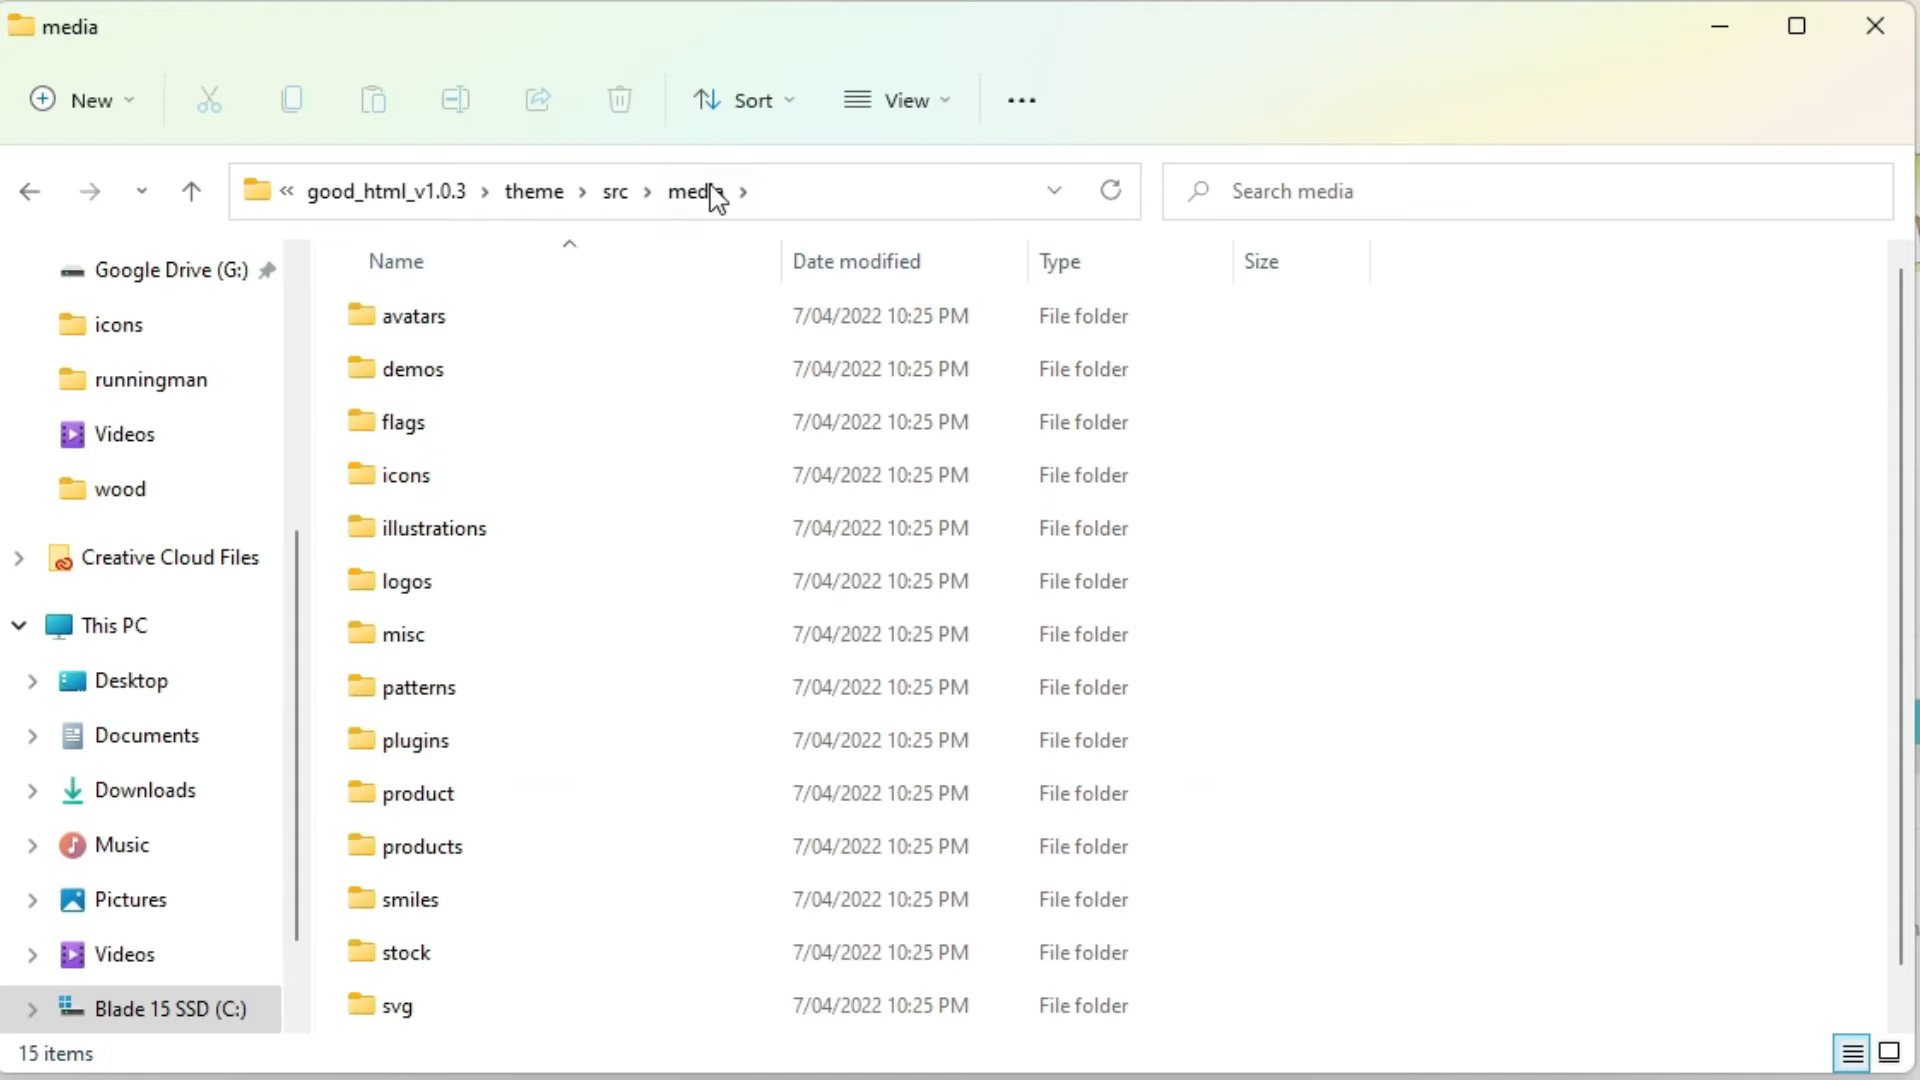 media
New Sort View
« good_html_v1.0.3 > theme > src > media > Search media
Name Date modified Type Size
Google Drive (G:)
icons
runningman
Videos
wood
Creative Cloud Files
This PC
Desktop
Documents
Downloads
Music
Pictures
Videos
Blade 15 SSD (C:)
avatars 7/04/2022 10:25 PM File folder
demos 7/04/2022 10:25 PM File folder
flags 7/04/2022 10:25 PM File folder
icons 7/04/2022 10:25 PM File folder
illustrations 7/04/2022 10:25 PM File folder
logos 7/04/2022 10:25 PM File folder
misc 7/04/2022 10:25 PM File folder
patterns 7/04/2022 10:25 PM File folder
plugins 7/04/2022 10:25 PM File folder
product 7/04/2022 10:25 PM File folder
products 7/04/2022 10:25 PM File folder
smiles 7/04/2022 10:25 PM File folder
stock 7/04/2022 10:25 PM File folder
svg 7/04/2022 10:25 PM File folder
15 items